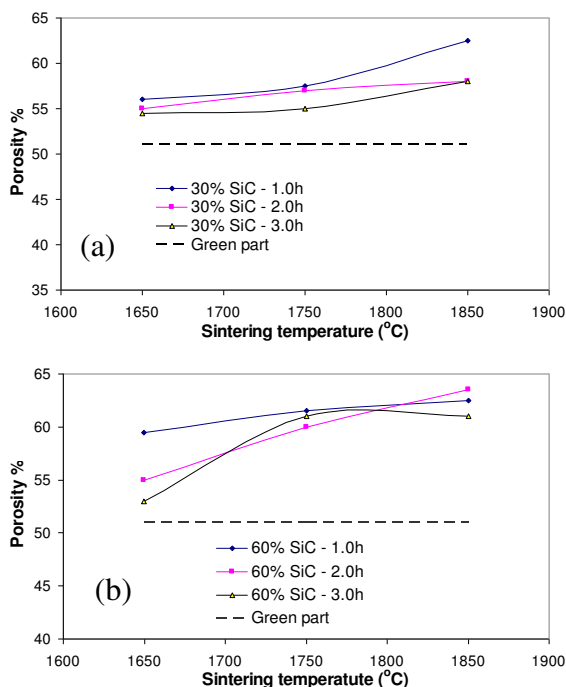 65
60
55
50
45
40
35
Porosity %
30% SiC - 1.0h
30% SiC - 2.0h
30% SiC - 3.0h
Green part
(a)
1600 1650 1700 1750 1800 1850 1900
Sintering temperature (°C)
65
60
55
50
45
40
Porosity %
60% SiC - 1.0h
60% SiC - 2.0h
60% SiC - 3.0h
Green part
(b)
1600 1650 1700 1750 1800 1850 1900
Sintering temperatute (°C)